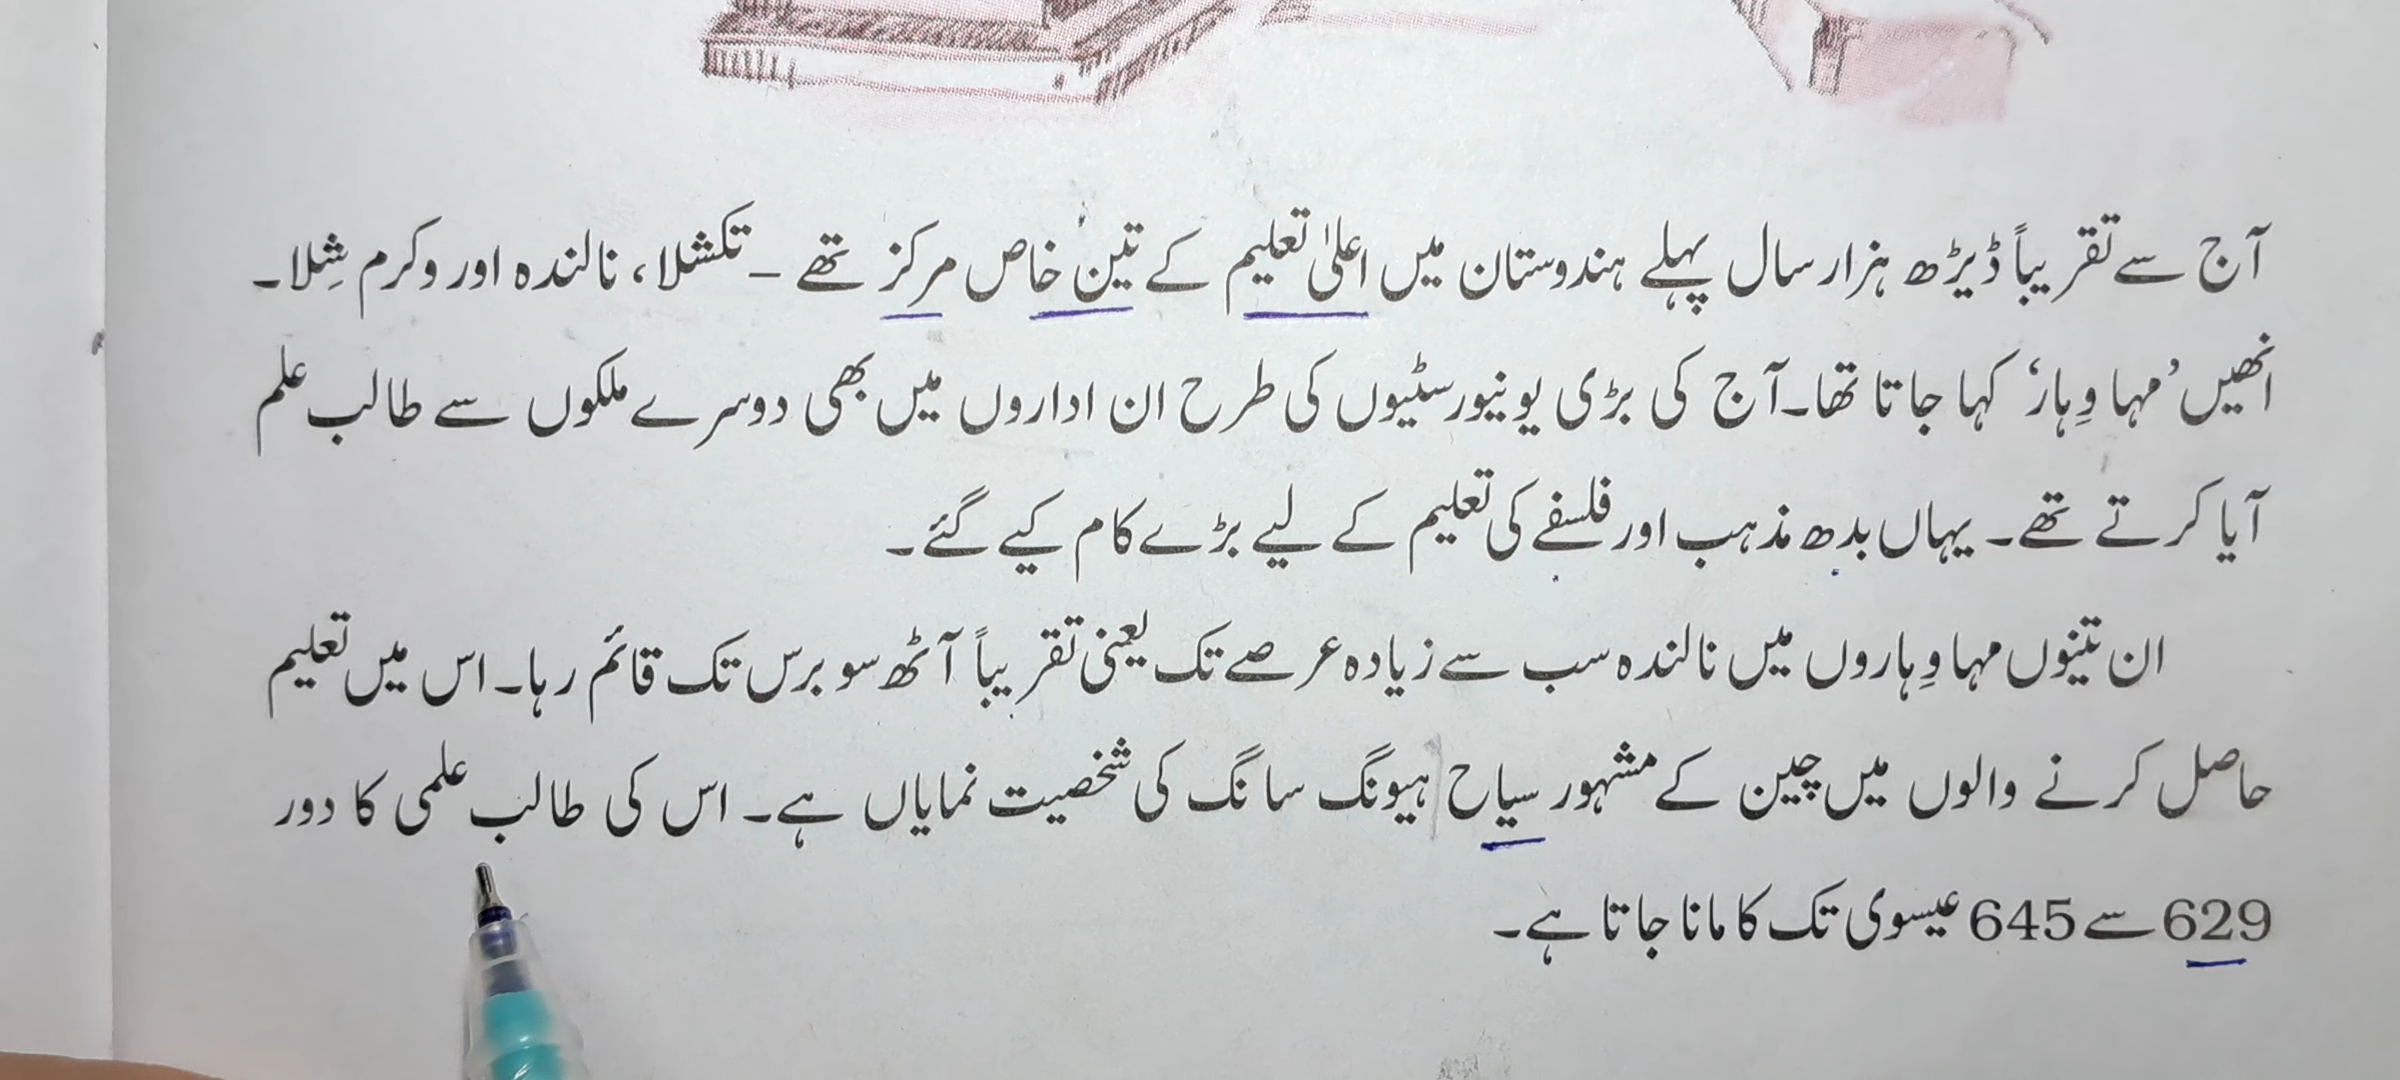 آج سے تقریباً ڈیڑھ ہزار سال پہلے ہندوستان میں اعلیٰ تعلیم کے تین خاص مرکز تھے ۔ تکشلا، نالندہ اور وکرم شِلا۔
انھیں ’مہا وِہار‘ کہا جاتا تھا۔ آج کی بڑی یونیورسٹیوں کی طرح ان اداروں میں بھی دوسرے ملکوں سے طالب علم
آیا کرتے تھے۔ یہاں بدھ مذہب اور فلسفے کی تعلیم کے لیے بڑے کام کیے گئے۔
ان تینوں مہا وِہاروں میں نالندہ سب سے زیادہ عرصے تک یعنی تقریباً آٹھ سو برس تک قائم رہا۔ اس میں تعلیم
حاصل کرنے والوں میں چین کے مشہور سیاح ہیونگ سانگ کی شخصیت نمایاں ہے۔ اس کی طالب علمی کا دور
629 سے 645 عیسوی تک کا مانا جاتا ہے۔